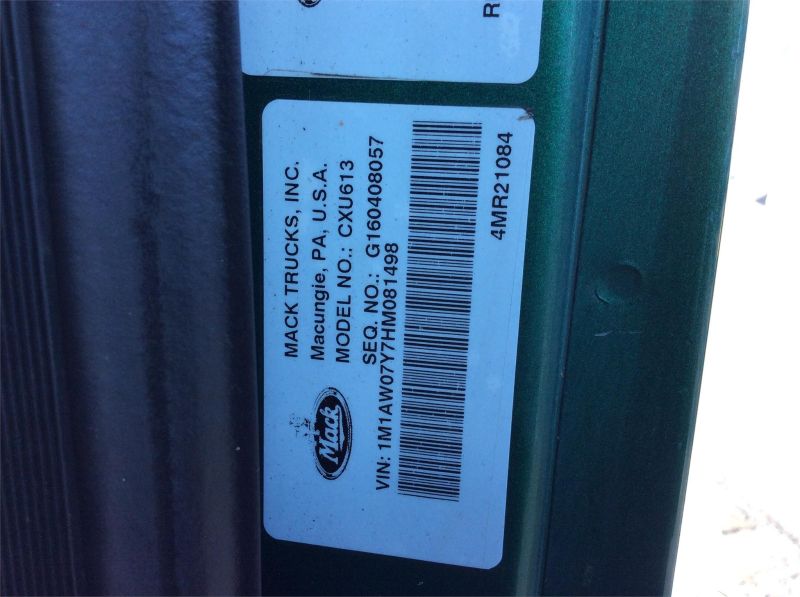 R
MACK TRUCKS, INC.
Macungie, PA, U.S.A.
MODEL NO.: CXU613
SEQ. NO.: G160408057
Mack
VIN: 1M1AW07Y7HM081498
4MR21084